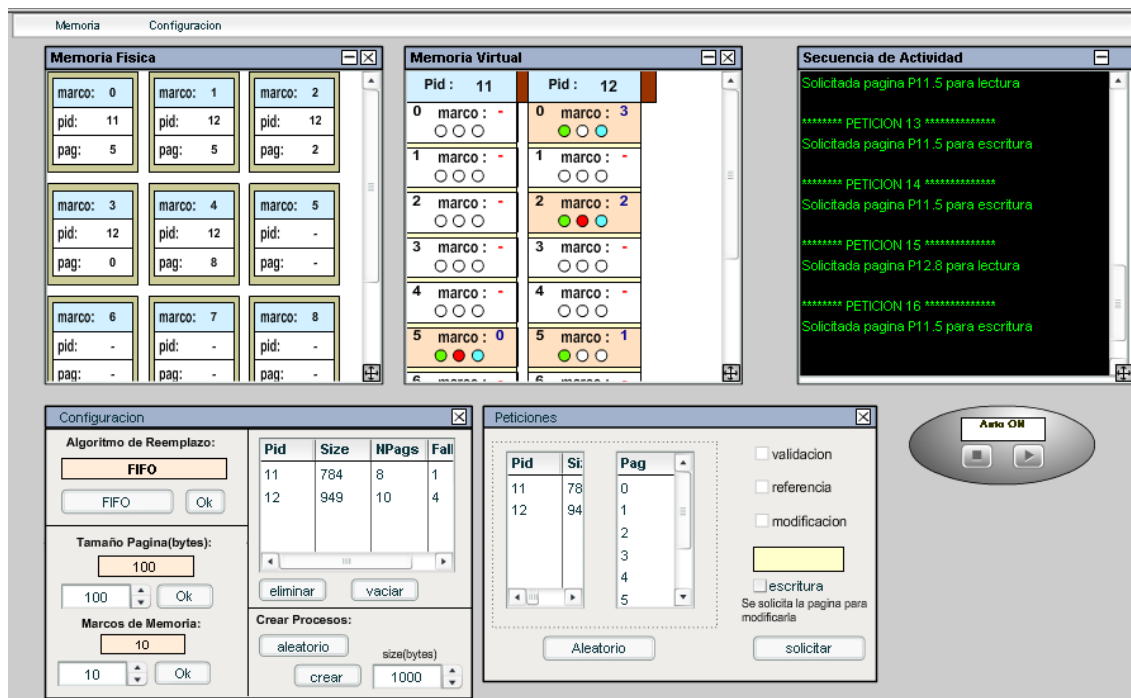 Memoria Configuracion
Memoria Fisica
marco: 0 marco: 1 marco: 2
pid: 11 pid: 12 pid: 12
pag: 5 pag: 5 pag: 2
marco: 3 marco: 4 marco: 5
pid: 12 pid: 12 pid: -
pag: 0 pag: 8 pag: -
marco: 6 marco: 7 marco: 8
pid: - pid: - pid: -
pag: - pag: - pag: -
Memoria Virtual
Pid : 11 Pid : 12
0 marco : - 0 marco : 3
1 marco : - 1 marco : -
2 marco : - 2 marco : 2
3 marco : - 3 marco : -
4 marco : - 4 marco : -
5 marco : 0 5 marco : 1
6 marco : - 6 marco : -
Secuencia de Actividad
Solicitada pagina P11.5 para lectura
******** PETICION 13 **************
Solicitada pagina P11.5 para escritura
******** PETICION 14 **************
Solicitada pagina P11.5 para escritura
******** PETICION 15 **************
Solicitada pagina P12.8 para lectura
******** PETICION 16 **************
Solicitada pagina P11.5 para escritura
Configuracion
Algoritmo de Reemplazo:
FIFO
FIFO Ok
Tamaño Pagina(bytes):
100
100 Ok
Marcos de Memoria:
10
10 Ok
Pid Size NPags Fall
11 784 8 1
12 949 10 4
eliminar vaciar
Crear Procesos:
aleatorio
size(bytes)
crear 1000
Peticiones
Pid Si
11 78
12 94
Pag
0
1
2
3
4
5
validacion
referencia
modificacion
escritura
Se solicita la pagina para
modificarla
Aleatorio solicitar
Auto ON